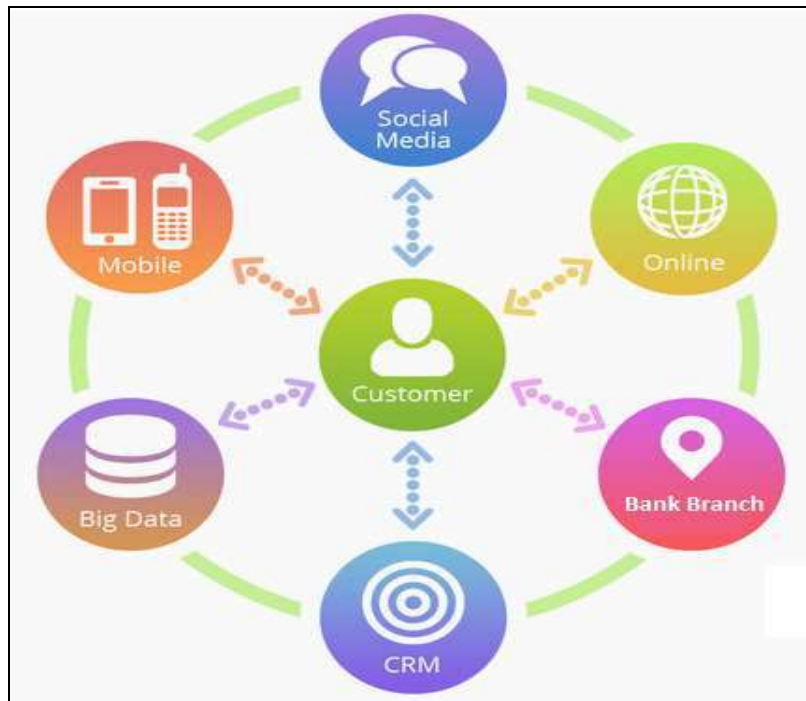 Social
Media
Mobile
Online
Customer
Big Data
Bank Branch
CRM